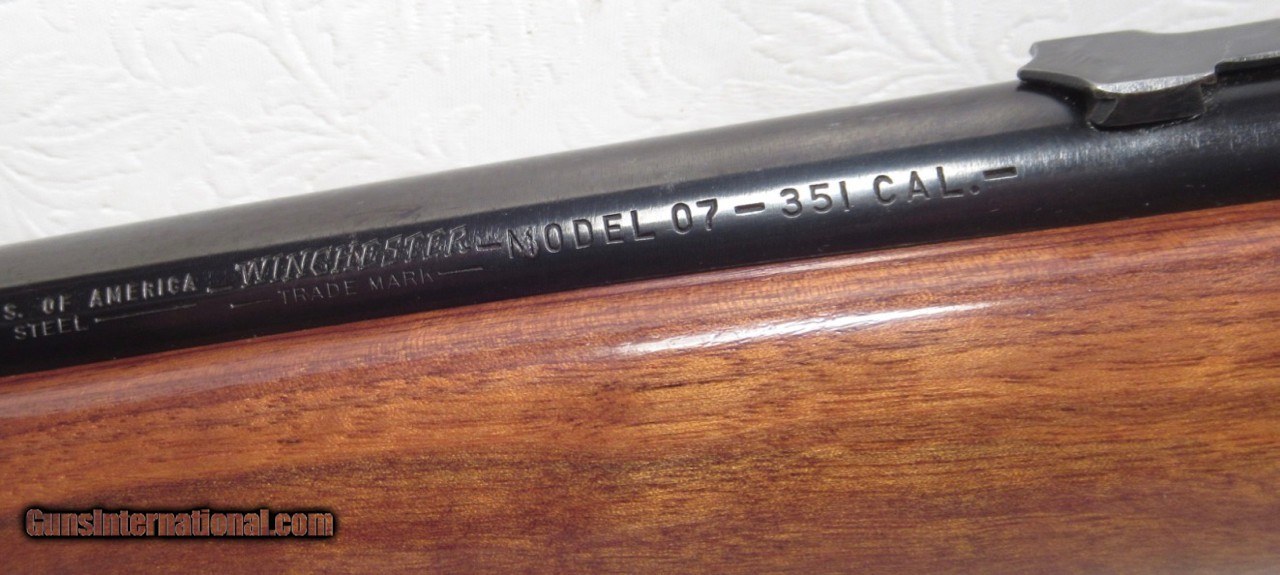 S. OF AMERICA. WINCHESTER -MODEL 07-351 CAL.-
STEEL TRADE MARK
GunsInternational.com